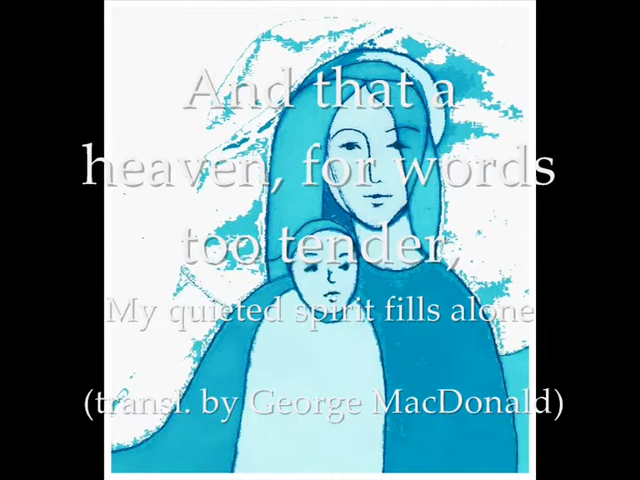 And that a
heaven, for words
too tender,
My quieted spirit fills alone
(transl. by George MacDonald)